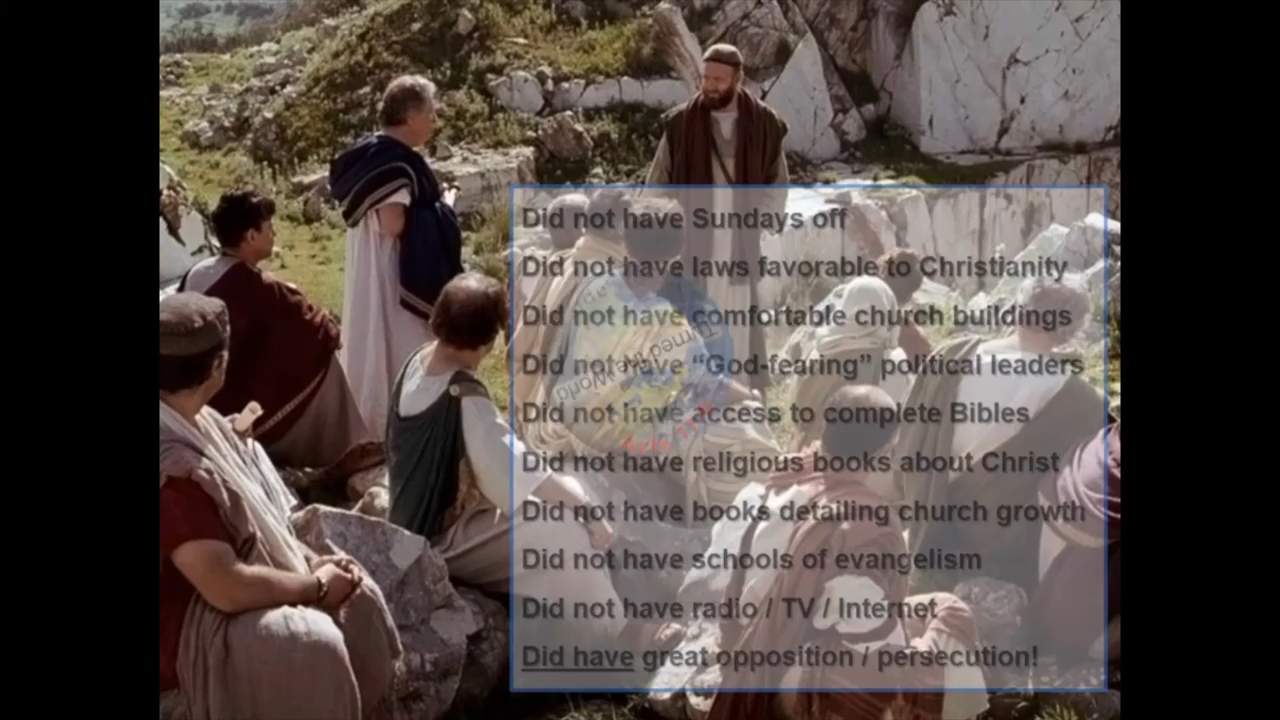 Did not have Sundays off
Did not have laws favorable to Christianity
Did not have comfortable church buildings
Did not have “God-fearing” political leaders
Did not have access to complete Bibles
Did not have religious books about Christ
Did not have books detailing church growth
Did not have schools of evangelism
Did not have radio / TV / Internet
Did have great opposition / persecution!
Turned the World